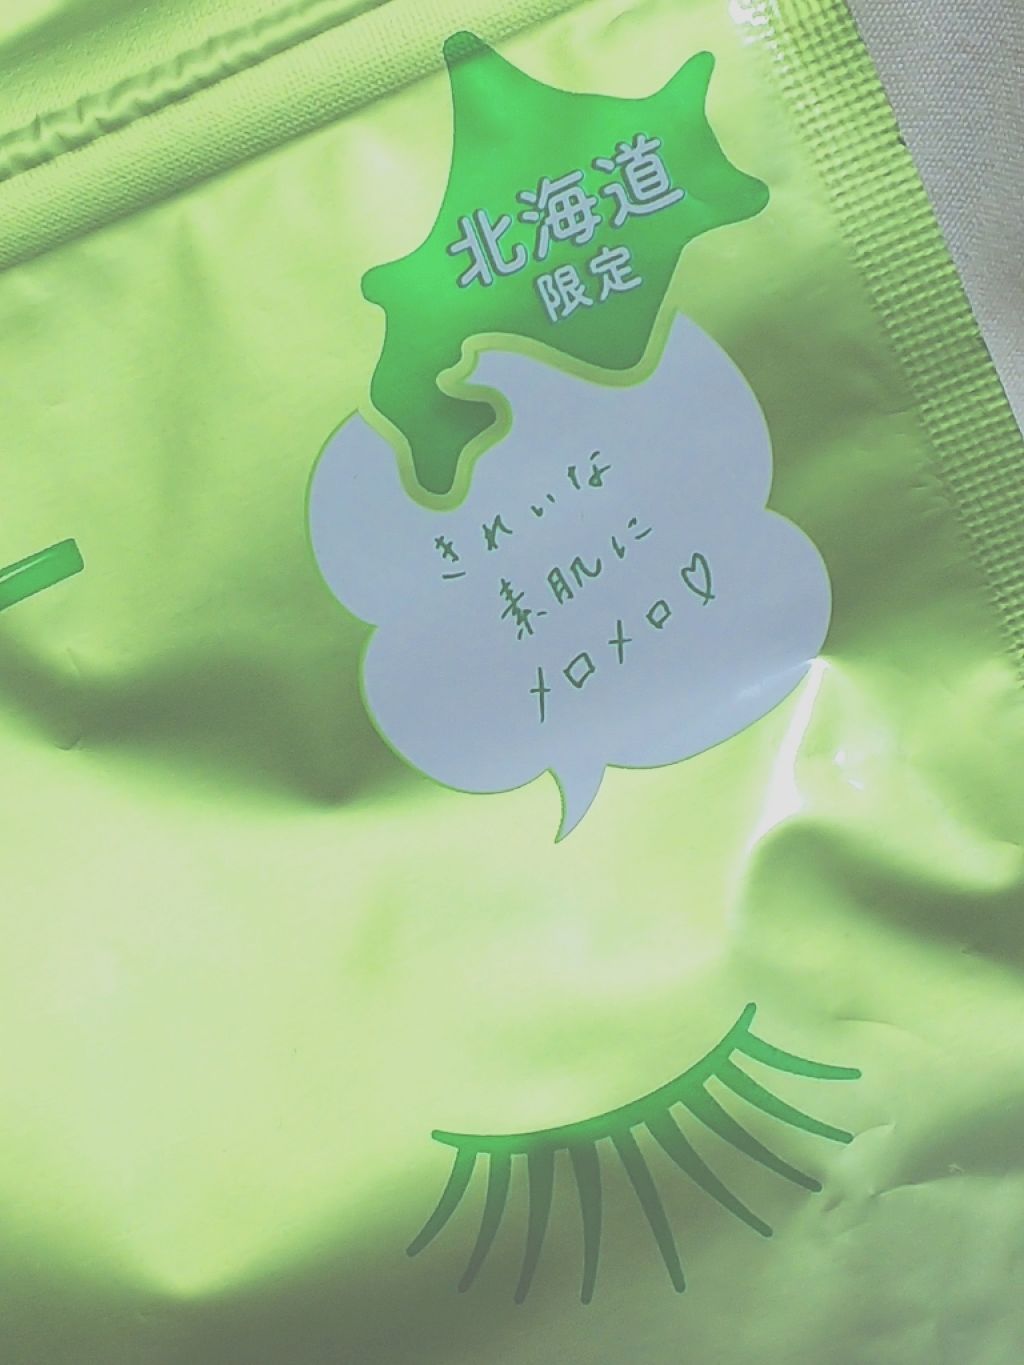 北海道
限定
きれいな
素肌に
メロメロ♡